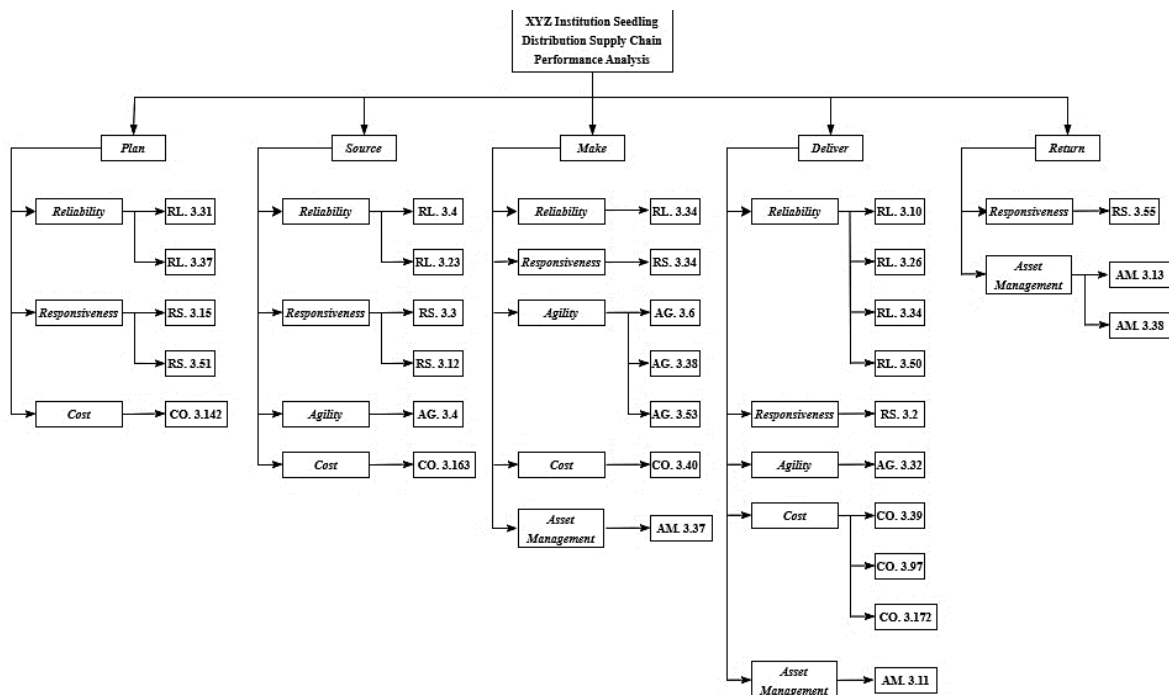 XYZ Institution Seedling
Distribution Supply Chain
Performance Analysis
Plan
Source
Make
Deliver
Return
Reliability
RL. 3.31
RL. 3.37
Responsiveness
RS. 3.15
RS. 3.51
Cost
CO. 3.142
Reliability
RL. 3.4
RL. 3.23
Responsiveness
RS. 3.3
RS. 3.12
Agility
AG. 3.4
Cost
CO. 3.163
Reliability
RL. 3.34
Responsiveness
RS. 3.34
Agility
AG. 3.6
AG. 3.38
AG. 3.53
Cost
CO. 3.40
Asset
Management
AM. 3.37
Reliability
RL. 3.10
RL. 3.26
RL. 3.34
RL. 3.50
Responsiveness
RS. 3.2
Agility
AG. 3.32
Cost
CO. 3.39
CO. 3.97
CO. 3.172
Asset
Management
AM. 3.11
Responsiveness
RS. 3.55
Asset
Management
AM. 3.13
AM. 3.38